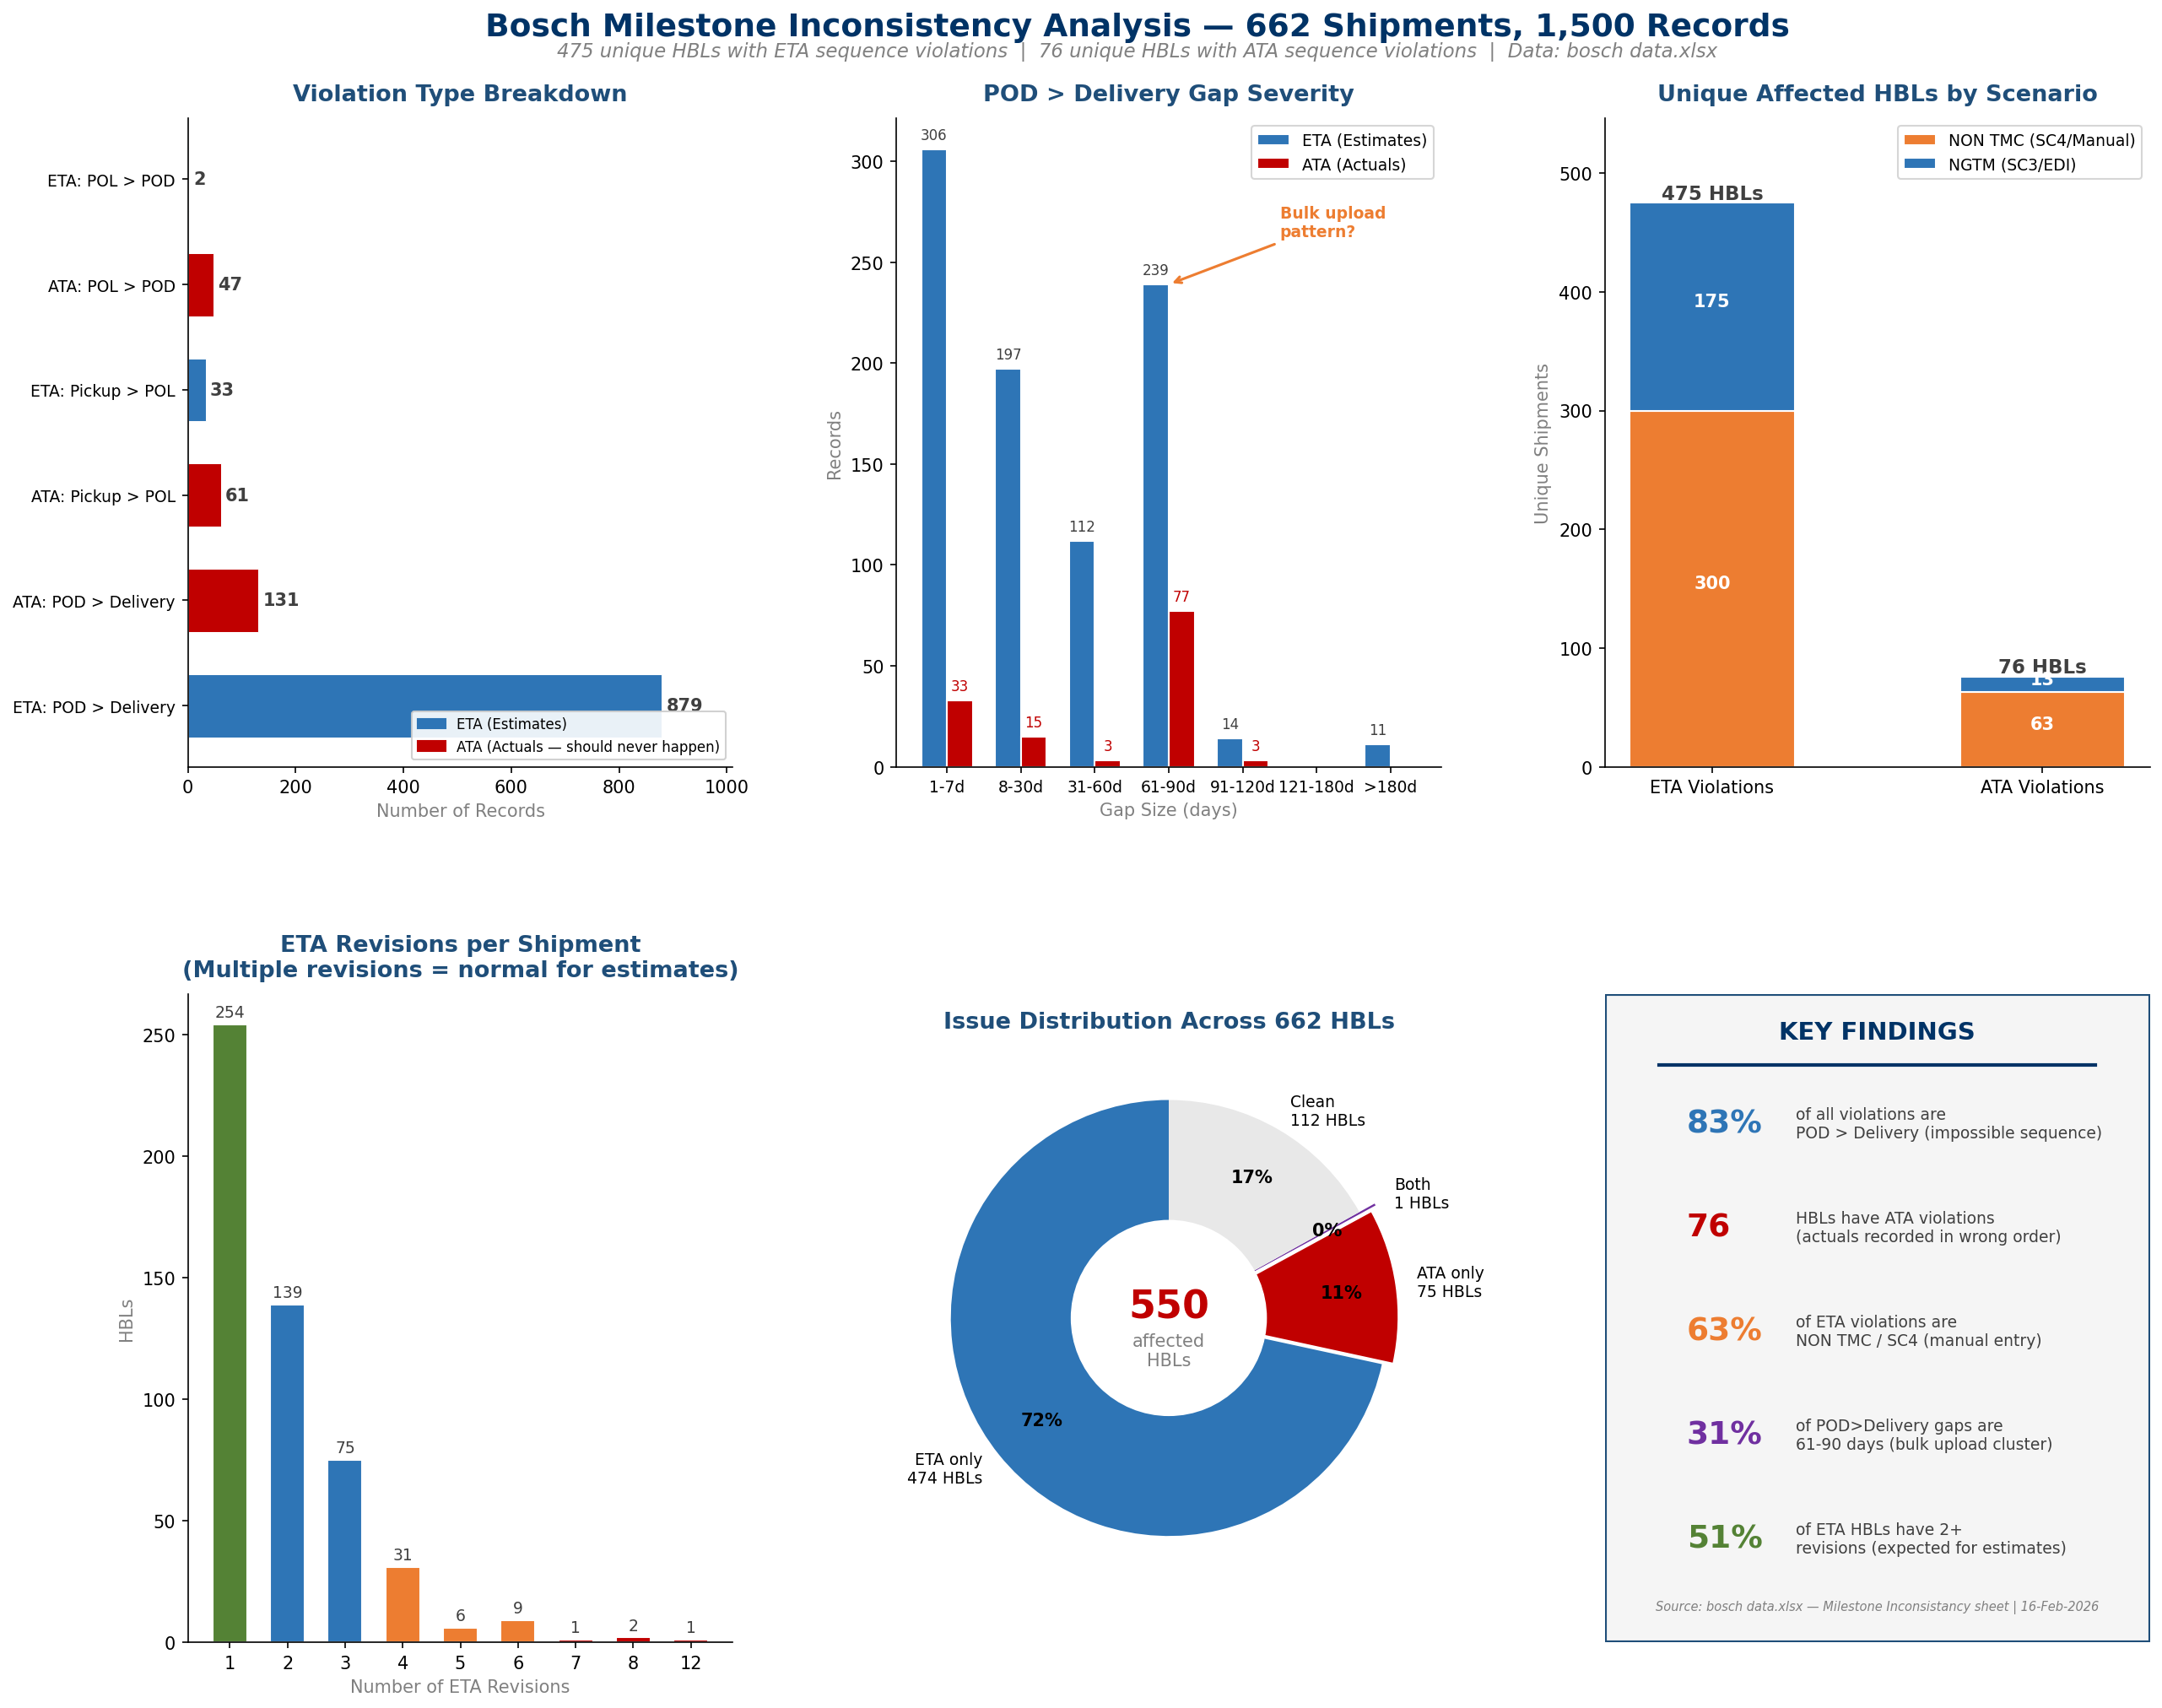 Bosch Milestone Inconsistency Analysis — 662 Shipments, 1,500 Records
475 unique HBLs with ETA sequence violations | 76 unique HBLs with ATA sequence violations | Data: bosch data.xlsx
Violation Type Breakdown
ETA: POL > POD
2
ATA: POL > POD
47
ETA: Pickup > POL
33
ATA: Pickup > POL
61
ATA: POD > Delivery
131
ETA: POD > Delivery
879
ETA (Estimates)
ATA (Actuals — should never happen)
0 200 400 600 800 1000
Number of Records
POD > Delivery Gap Severity
ETA (Estimates)
ATA (Actuals)
Bulk upload
pattern?
Records
300
250
200
150
100
50
0
306
33
197
15
112
3
239
77
14
3
11
1-7d 8-30d 31-60d 61-90d 91-120d 121-180d >180d
Gap Size (days)
Unique Affected HBLs by Scenario
NON TMC (SC4/Manual)
NGTM (SC3/EDI)
Unique Shipments
500
400
300
200
100
0
475 HBLs
175
300
76 HBLs
13
63
ETA Violations ATA Violations
ETA Revisions per Shipment
(Multiple revisions = normal for estimates)
HBLs
250
200
150
100
50
0
254
139
75
31
6
9
1
2
1
1 2 3 4 5 6 7 8 12
Number of ETA Revisions
Issue Distribution Across 662 HBLs
Clean
112 HBLs
17%
Both
1 HBLs
0%
ATA only
75 HBLs
11%
550
affected
HBLs
72%
ETA only
474 HBLs
KEY FINDINGS
83%
of all violations are
POD > Delivery (impossible sequence)
76
HBLs have ATA violations
(actuals recorded in wrong order)
63%
of ETA violations are
NON TMC / SC4 (manual entry)
31%
of POD>Delivery gaps are
61-90 days (bulk upload cluster)
51%
of ETA HBLs have 2+
revisions (expected for estimates)
Source: bosch data.xlsx — Milestone Inconsistancy sheet | 16-Feb-2026